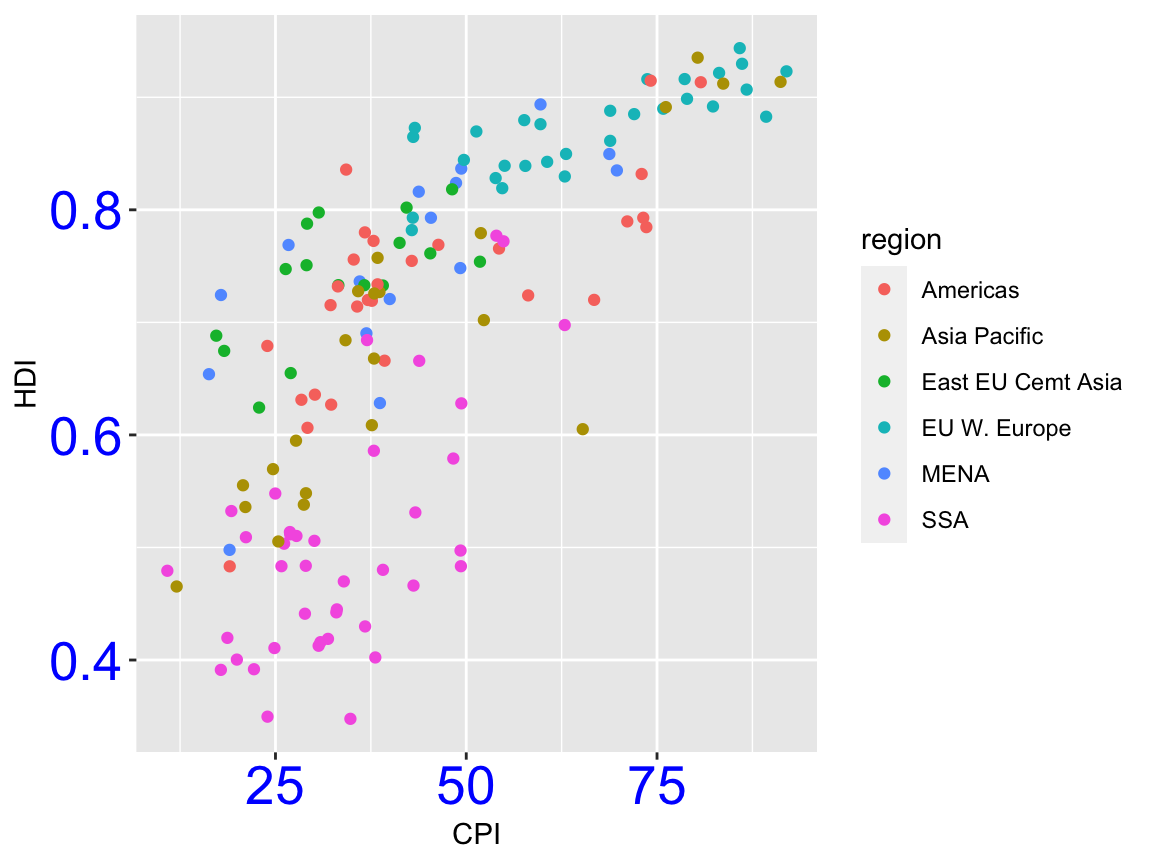 HDI
0.8
0.6
0.4
25 50 75
CPI
region
Americas
Asia Pacific
East EU Cemt Asia
EU W. Europe
MENA
SSA